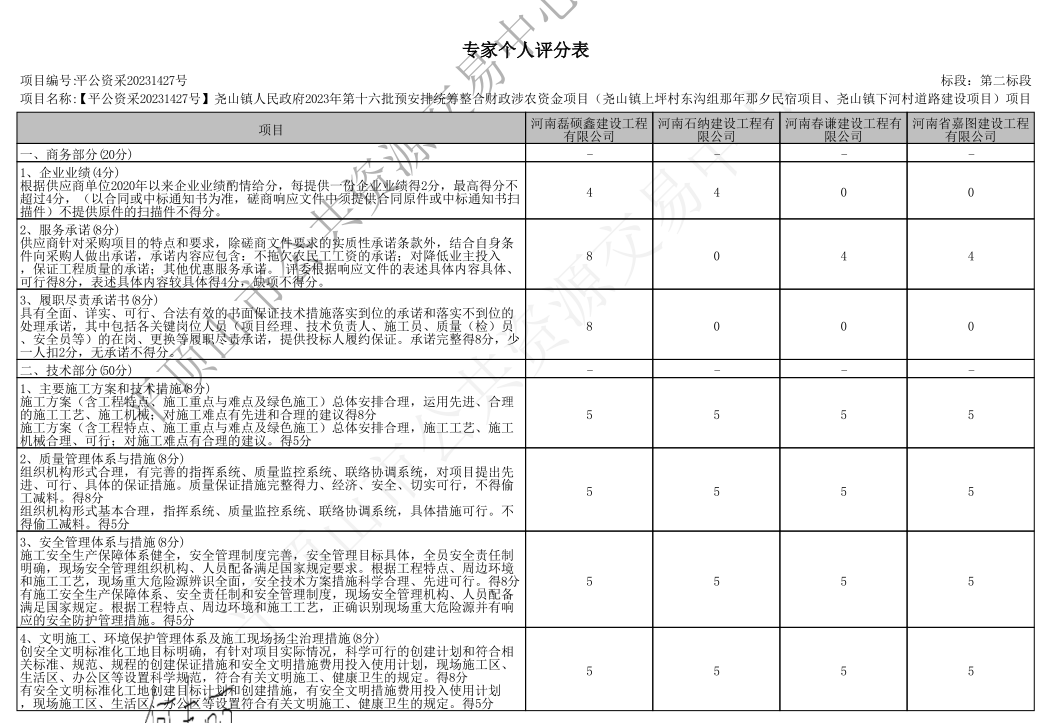 专家个人评分表
项目编号:平公资采20231427号
标段：第二标段
项目名称:【平公资采20231427号】尧山镇人民政府2023年第十六批预安排统筹整合财政涉农资金项目（尧山镇上坪村东沟组那年那夕民宿项目、尧山镇下河村道路建设项目）项目
项目
河南磊硕鑫建设工程有限公司
河南石纳建设工程有限公司
河南春谦建设工程有限公司
河南省嘉图建设工程有限公司
一、商务部分(20分)
- - - -
1、企业业绩(4分)
根据供应商单位2020年以来企业业绩酌情给分，每提供一份企业业绩得2分，最高得分不
超过4分，（以合同或中标通知书为准，磋商响应文件中须提供合同原件或中标通知书扫
描件）不提供原件的扫描件不得分。
4 4 0 0
2、服务承诺(8分)
供应商针对采购项目的特点和要求，除磋商文件要求的实质性承诺条款外，结合自身条
件向采购人做出承诺，承诺内容应包含：不拖欠农民工工资的承诺；对降低业主投入
，保证工程质量的承诺；其他优惠服务承诺。评委根据响应文件的表述具体内容具体、
可行得8分，表述具体内容较具体得4分，缺项不得分。
8 0 4 4
3、履职尽责承诺书(8分)
具有全面、详实、可行、合法有效的书面保证技术措施落实到位的承诺和落实不到位的
处理承诺，其中包括各关键岗位人员（项目经理、技术负责人、施工员、质量（检）员
、安全员等）的在岗、更换等履职尽责承诺，提供投标人履约保证。承诺完整得8分，少
一人扣2分，无承诺不得分。
8 0 0 0
二、技术部分(50分)
- - - -
1、主要施工方案和技术措施(8分)
施工方案（含工程特点、施工重点与难点及绿色施工）总体安排合理，运用先进、合理
的施工工艺、施工机械；对施工难点有先进和合理的建议得8分
施工方案（含工程特点、施工重点与难点及绿色施工）总体安排合理，施工工艺、施工
机械合理、可行；对施工难点有合理的建议。得5分
5 5 5 5
2、质量管理体系与措施(8分)
组织机构形式合理，有完善的指挥系统、质量监控系统、联络协调系统，对项目提出先
进、可行、具体的保证措施。质量保证措施完整得力、经济、安全、切实可行，不得偷
工减料。得8分
组织机构形式基本合理，指挥系统、质量监控系统、联络协调系统，具体措施可行。不
得偷工减料。得5分
5 5 5 5
3、安全管理体系与措施(8分)
施工安全生产保障体系健全，安全管理制度完善，安全管理目标具体，全员安全责任制
明确，现场安全管理组织机构、人员配备满足国家规定要求。根据工程特点、周边环境
和施工工艺，现场重大危险源辨识全面，安全技术方案措施科学合理、先进可行。得8分
有施工安全生产保障体系、安全责任制和安全管理制度，现场安全管理机构、人员配备
满足国家规定。根据工程特点、周边环境和施工工艺，正确识别现场重大危险源并有响
应的安全防护管理措施。得5分
5 5 5 5
4、文明施工、环境保护管理体系及施工现场扬尘治理措施(8分)
创安全文明标准化工地目标明确，有针对项目实际情况，科学可行的创建计划和符合相
关标准、规范、规程的创建保证措施和安全文明措施费用投入使用计划，现场施工区、
生活区、办公区等设置科学规范，符合有关文明施工、健康卫生的规定。得8分
有安全文明标准化工地创建目标计划和创建措施，有安全文明措施费用投入使用计划
，现场施工区、生活区、办公区等设置符合有关文明施工、健康卫生的规定。得5分
5 5 5 5
平顶山市公共资源交易中心
平顶山市公共资源交易中